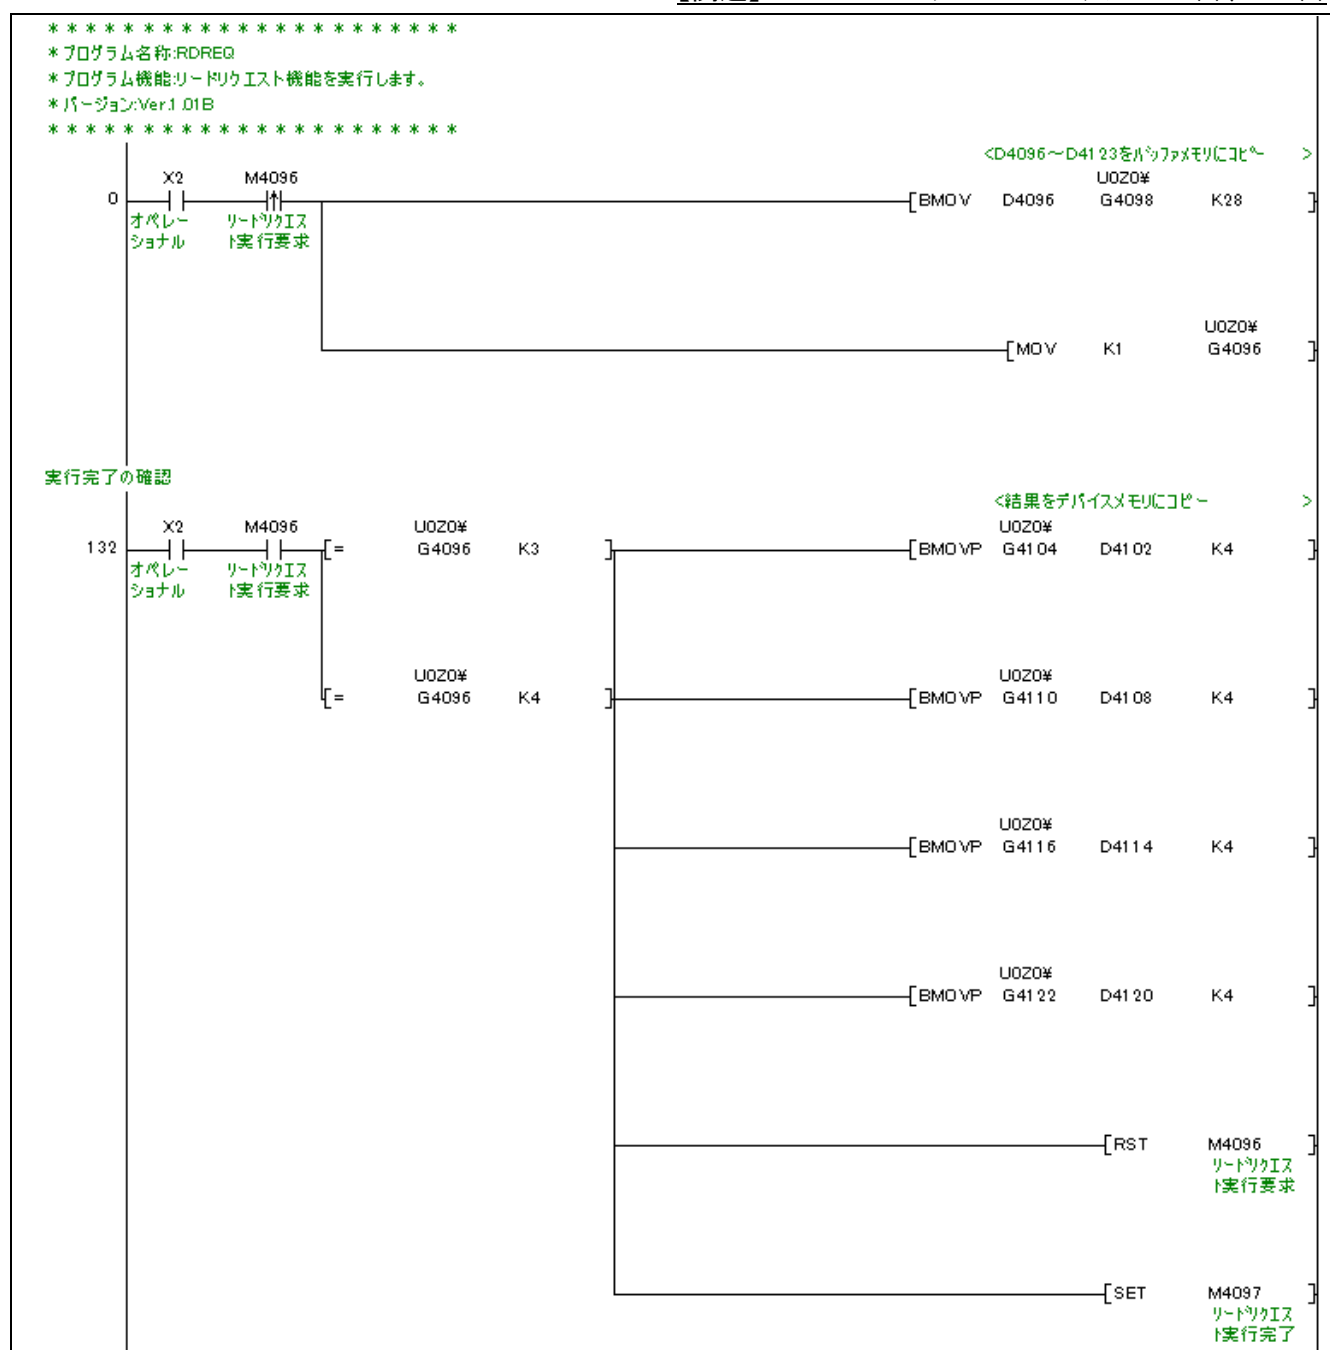 * * * * * * * * * * * * * * * * * * * * * *
* プログラム名称:RDREQ
* プログラム機能:リードリクエスト機能を実行します。
* バージョン:Ver.1.01B
* * * * * * * * * * * * * * * * * * * * * *
<D4096~D4123をバッファメモリにコピー >
X2 M4096 U0Z0¥
0 [BMOV D4096 G4098 K28 ]
オペレー リードリクエス
ショナル ト実行要求
U0Z0¥
[MOV K1 G4096 ]
実行完了の確認
<結果をデバイスメモリにコピー >
X2 M4096 U0Z0¥ U0Z0¥
132 [= G4096 K3 ] [BMOVP G4104 D4102 K4 ]
オペレー リードリクエス
ショナル ト実行要求
U0Z0¥ U0Z0¥
[= G4096 K4 ] [BMOVP G4110 D4108 K4 ]
U0Z0¥
[BMOVP G4116 D4114 K4 ]
U0Z0¥
[BMOVP G4122 D4120 K4 ]
[RST M4096 ]
リードリクエス
ト実行要求
[SET M4097 ]
リードリクエス
ト実行完了